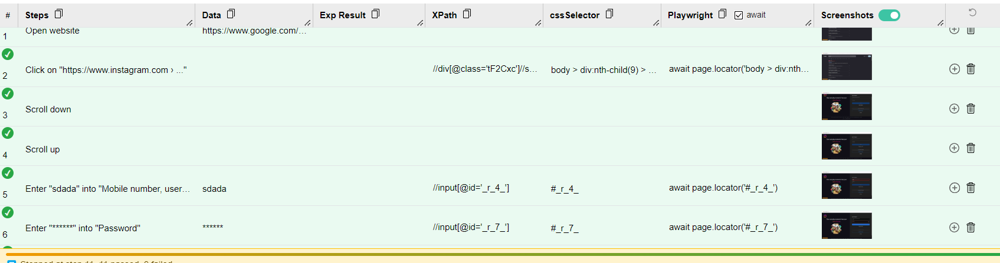 # Steps Data Exp Result XPath cssSelector Playwright await Screenshots
1 Open website https://www.google.com/...
2 Click on "https://www.instagram.com › ..." //div[@class='tF2Cxc']//s... body > div:nth-child(9) > ... await page.locator('body > div:nth...
3 Scroll down
4 Scroll up
5 Enter "sdada" into "Mobile number, user... sdada //input[@id='_r_4_'] #_r_4_ await page.locator('#_r_4_')
6 Enter "******" into "Password" ****** //input[@id='_r_7_'] #_r_7_ await page.locator('#_r_7_')
Stopped at step 11. 11 passed, 0 failed